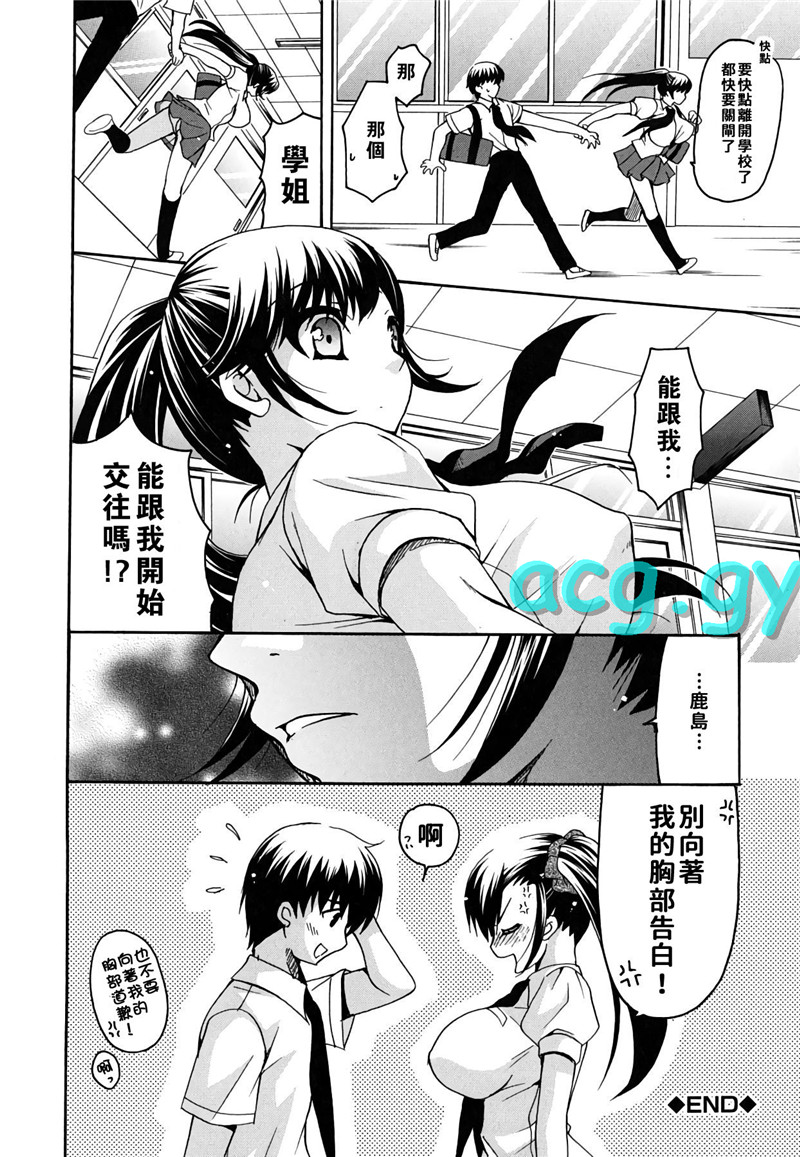 快點
要快點離開學校了
都快要關閘了
那
那個
學姐
能跟我…
能跟我開始
交往嗎!?
acg.gy
…鹿島…
別向著
我的胸部告白！
啊
也不要
向著我的
胸部道歉！
啊?
◆END◆